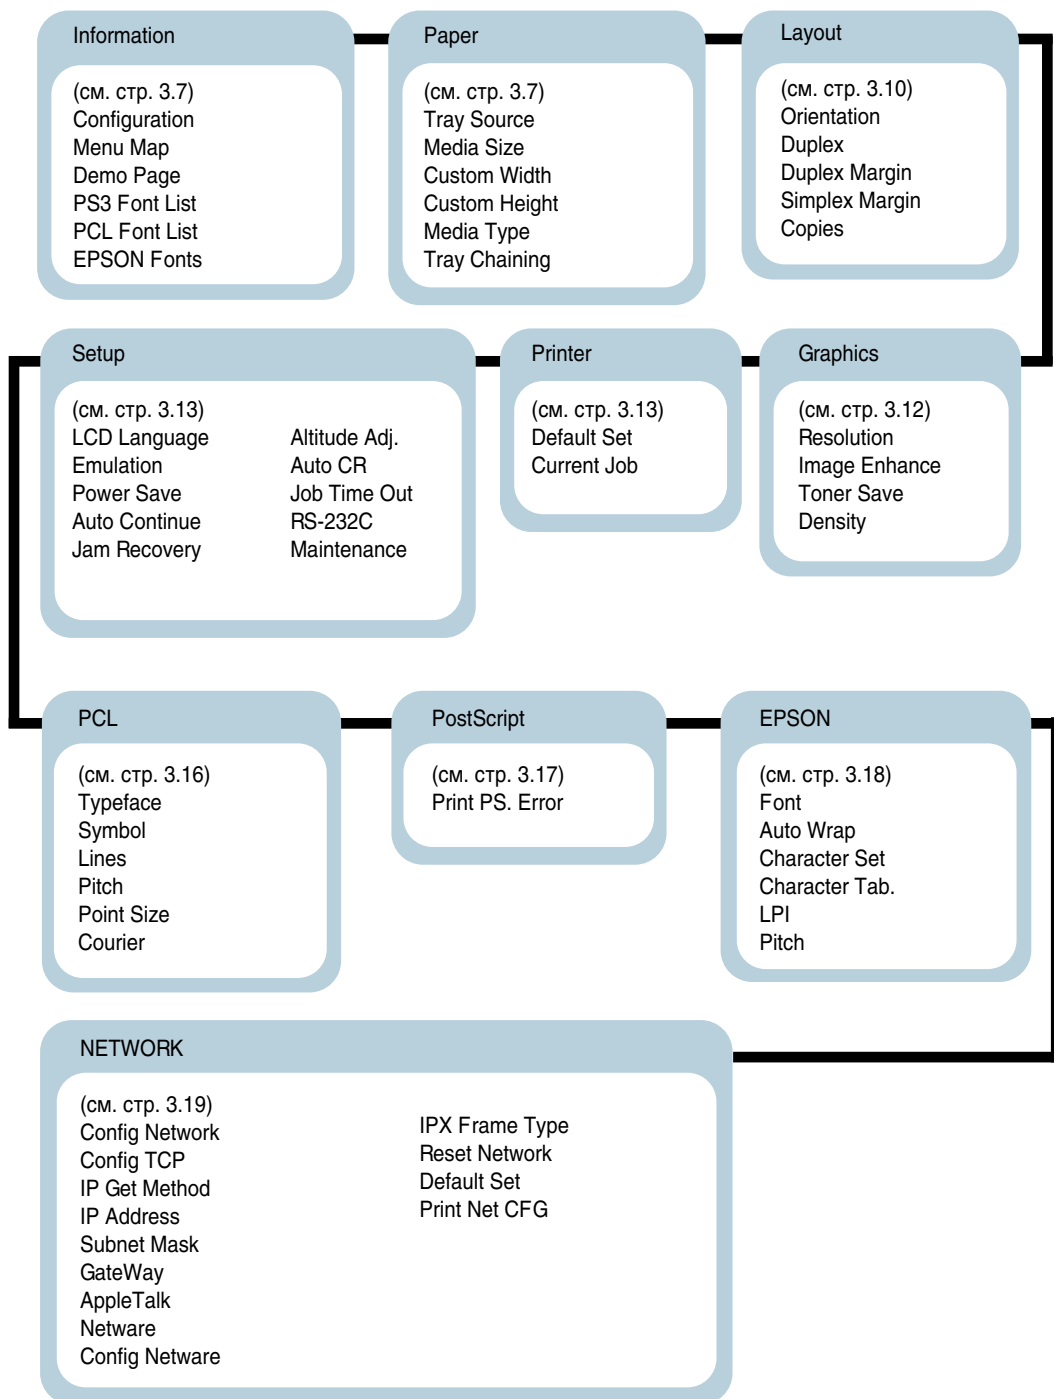 Information
(см. стр. 3.7)
Configuration
Menu Map
Demo Page
PS3 Font List
PCL Font List
EPSON Fonts
Paper
(см. стр. 3.7)
Tray Source
Media Size
Custom Width
Custom Height
Media Type
Tray Chaining
Layout
(см. стр. 3.10)
Orientation
Duplex
Duplex Margin
Simplex Margin
Copies
Setup
(см. стр. 3.13)
LCD Language
Emulation
Power Save
Auto Continue
Jam Recovery
Altitude Adj.
Auto CR
Job Time Out
RS-232C
Maintenance
Printer
(см. стр. 3.13)
Default Set
Current Job
Graphics
(см. стр. 3.12)
Resolution
Image Enhance
Toner Save
Density
PCL
(см. стр. 3.16)
Typeface
Symbol
Lines
Pitch
Point Size
Courier
PostScript
(см. стр. 3.17)
Print PS. Error
EPSON
(см. стр. 3.18)
Font
Auto Wrap
Character Set
Character Tab.
LPI
Pitch
NETWORK
(см. стр. 3.19)
Config Network
Config TCP
IP Get Method
IP Address
Subnet Mask
GateWay
AppleTalk
Netware
Config Netware
IPX Frame Type
Reset Network
Default Set
Print Net CFG